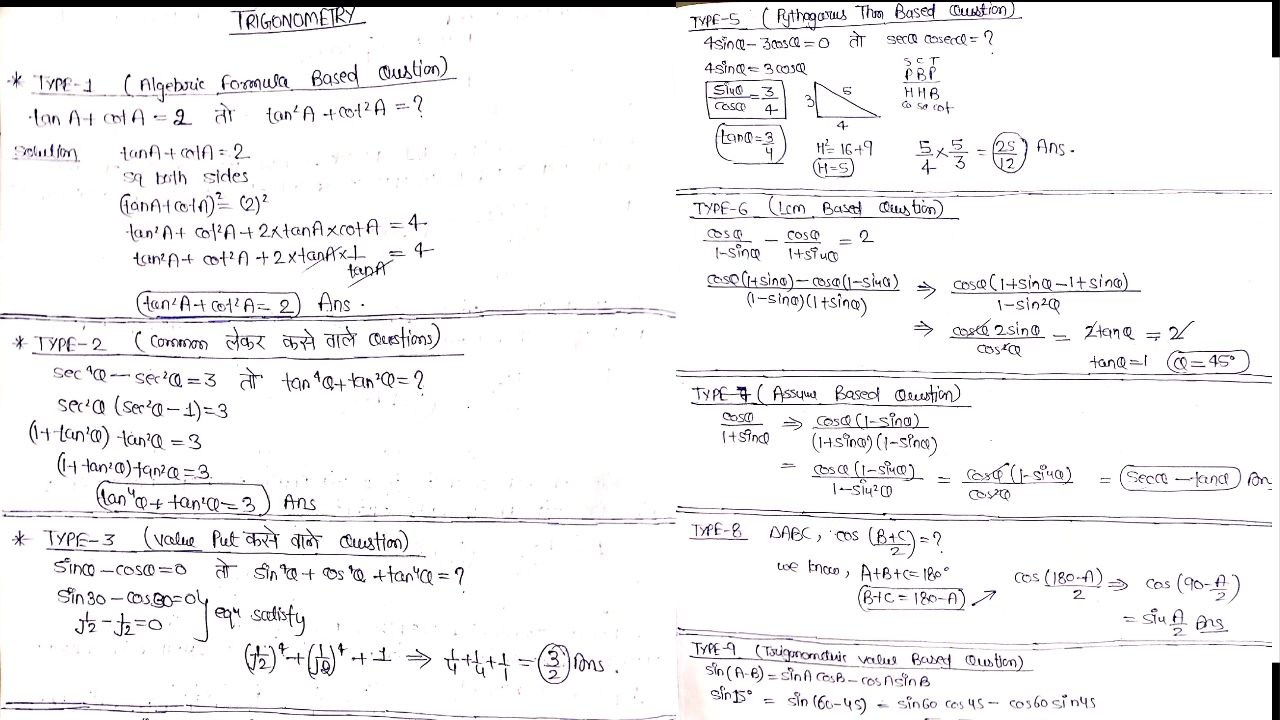 TRIGONOMETRY
* TYPE-1 (Algebric Formula Based Qustion)
tan A + cot A = 2 तो tan²A + cot²A = ?
Solution tanA + cotA = 2
sq both sides
(tanA + cotA)² = (2)²
tan²A + cot²A + 2×tanA×cotA = 4
tan²A + cot²A + 2×tanA×1/tanA = 4
tan²A + cot²A = 2 Ans.
* TYPE-2 (Common लेकर करने वाले Questions)
sec⁴θ - sec²θ = 3 तो tan⁴θ + tan²θ = ?
sec²θ (sec²θ - 1) = 3
(1 + tan²θ) tan²θ = 3
(1 + tan²θ) tan²θ = 3
tan⁴θ + tan²θ = 3 Ans
* TYPE-3 (Value Put करने वाले Qustion)
sinθ - cosθ = 0 तो sin⁴θ + cos⁴θ + tan⁴θ = ?
sin30 - cos30 = 0
1/√2 - 1/√2 = 0 } eqⁿ satisfy
(1/√2)⁴ + (1/√2)⁴ + 1 ⇒ 1/4 + 1/4 + 1/1 = 3/2 Ans.
TYPE-5 (Pythagorus Thm Based Qustion)
4sinθ - 3cosθ = 0 तो secθ cosecθ = ?
4sinθ = 3cosθ
S C T
P B P
H H B
co se cot
sinθ/cosθ = 3/4
3 5 4
tanθ = 3/4
H² = 16+9
H = 5
5/4 × 5/3 = 25/12 Ans.
TYPE-6 (Lcm Based Qustion)
cosθ/1-sinθ - cosθ/1+sinθ = 2
cosθ(1+sinθ) - cosθ(1-sinθ)/(1-sinθ)(1+sinθ) ⇒ cosθ(1+sinθ-1+sinθ)/1-sin²θ
⇒ cosθ 2sinθ/cos²θ = 2tanθ = 2
tanθ = 1 θ = 45°
TYPE-7 (Assume Based Question)
cosθ/1+sinθ ⇒ cosθ(1-sinθ)/(1+sinθ)(1-sinθ)
= cosθ(1-sinθ)/1-sin²θ = cosθ(1-sinθ)/cos²θ = secθ - tanθ An
TYPE-8 ΔABC, cos (B+C/2) = ?
we know, A+B+C = 180°
B+C = 180-A
cos (180-A)/2 ⇒ cos (90-A/2)
= sin A/2 Ans
TYPE-9 (Trigonometric value Based Qustion)
sin(A-B) = sinA cosB - cosA sinB
sin15° = sin(60-45) = sin60 cos45 - cos60 sin45